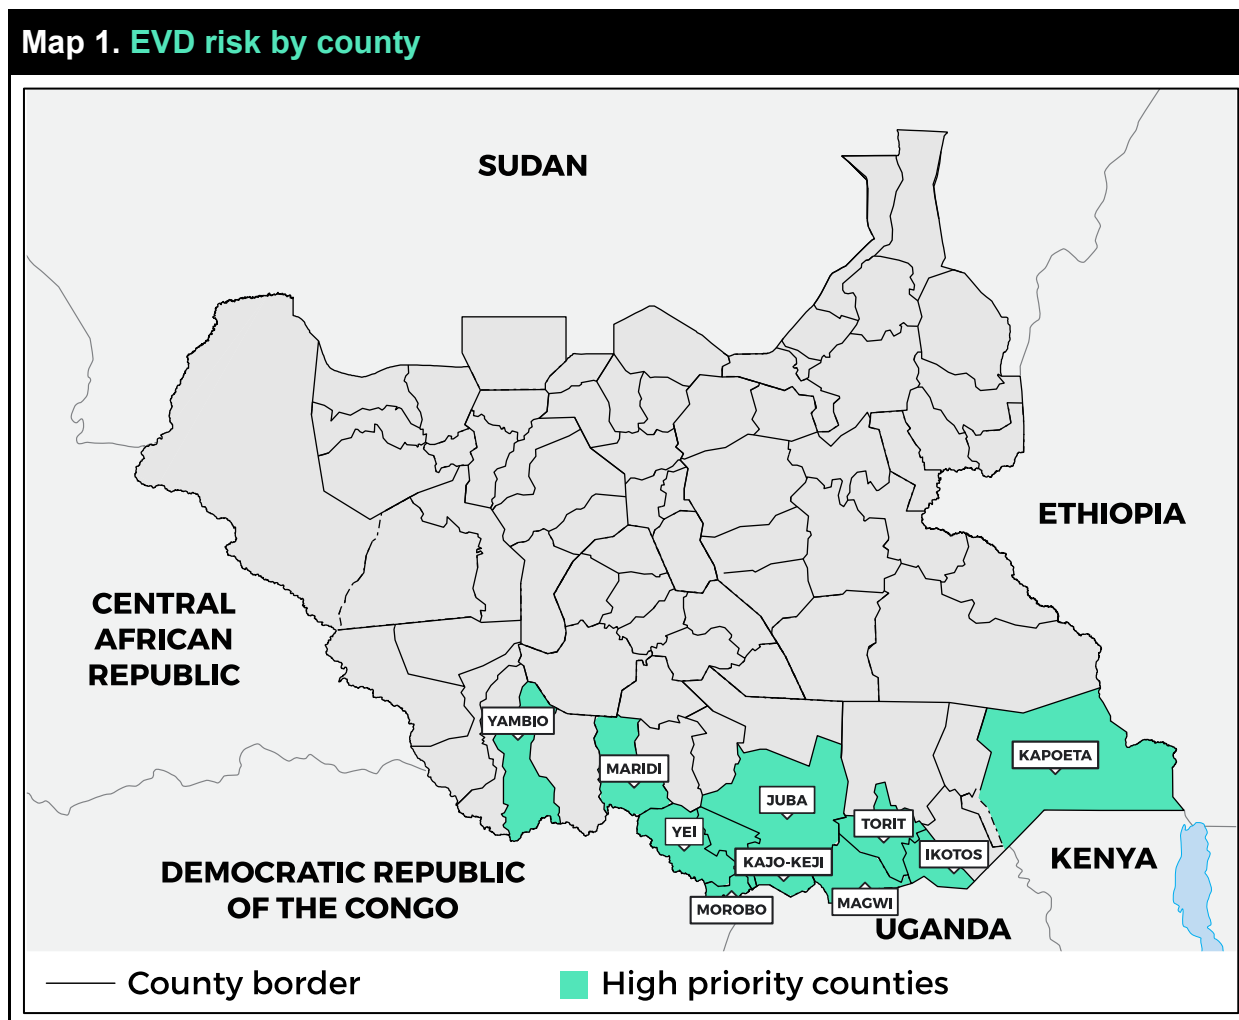 Map 1. EVD risk by county
SUDAN
ETHIOPIA
CENTRAL
AFRICAN
REPUBLIC
YAMBIO
MARIDI
KAPOETA
JUBA
YEI
TORIT
KAJO-KEJI
IKOTOS
KENYA
DEMOCRATIC REPUBLIC
OF THE CONGO
MOROBO
MAGWI
UGANDA
County border
High priority counties